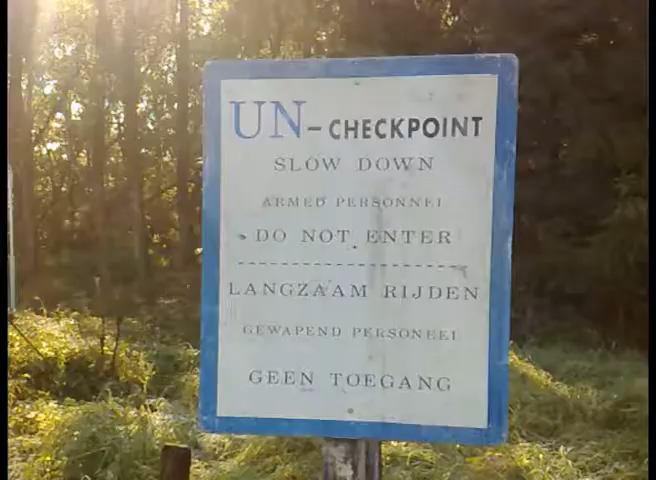 UN-CHECKPOINT
SLOW DOWN
ARMED PERSONNEL
DO NOT ENTER
LANGZAAM RIJDEN
GEWAPEND PERSONEEL
GEEN TOEGANG